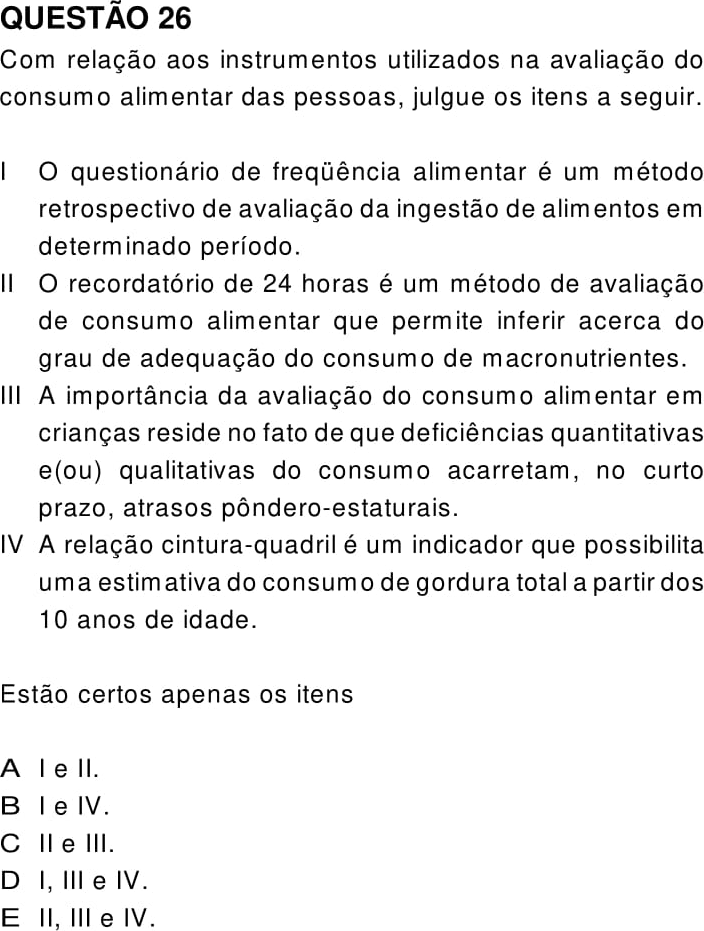 QUESTÃO 26
Com relação aos instrumentos utilizados na avaliação do
consumo alimentar das pessoas, julgue os itens a seguir.
I O questionário de freqüência alimentar é um método
retrospectivo de avaliação da ingestão de alimentos em
determinado período.
II O recordatório de 24 horas é um método de avaliação
de consumo alimentar que permite inferir acerca do
grau de adequação do consumo de macronutrientes.
III A importância da avaliação do consumo alimentar em
crianças reside no fato de que deficiências quantitativas
e(ou) qualitativas do consumo acarretam, no curto
prazo, atrasos pôndero-estaturais.
IV A relação cintura-quadril é um indicador que possibilita
uma estimativa do consumo de gordura total a partir dos
10 anos de idade.
Estão certos apenas os itens
A I e II.
B I e IV.
C II e III.
D I, III e IV.
E II, III e IV.